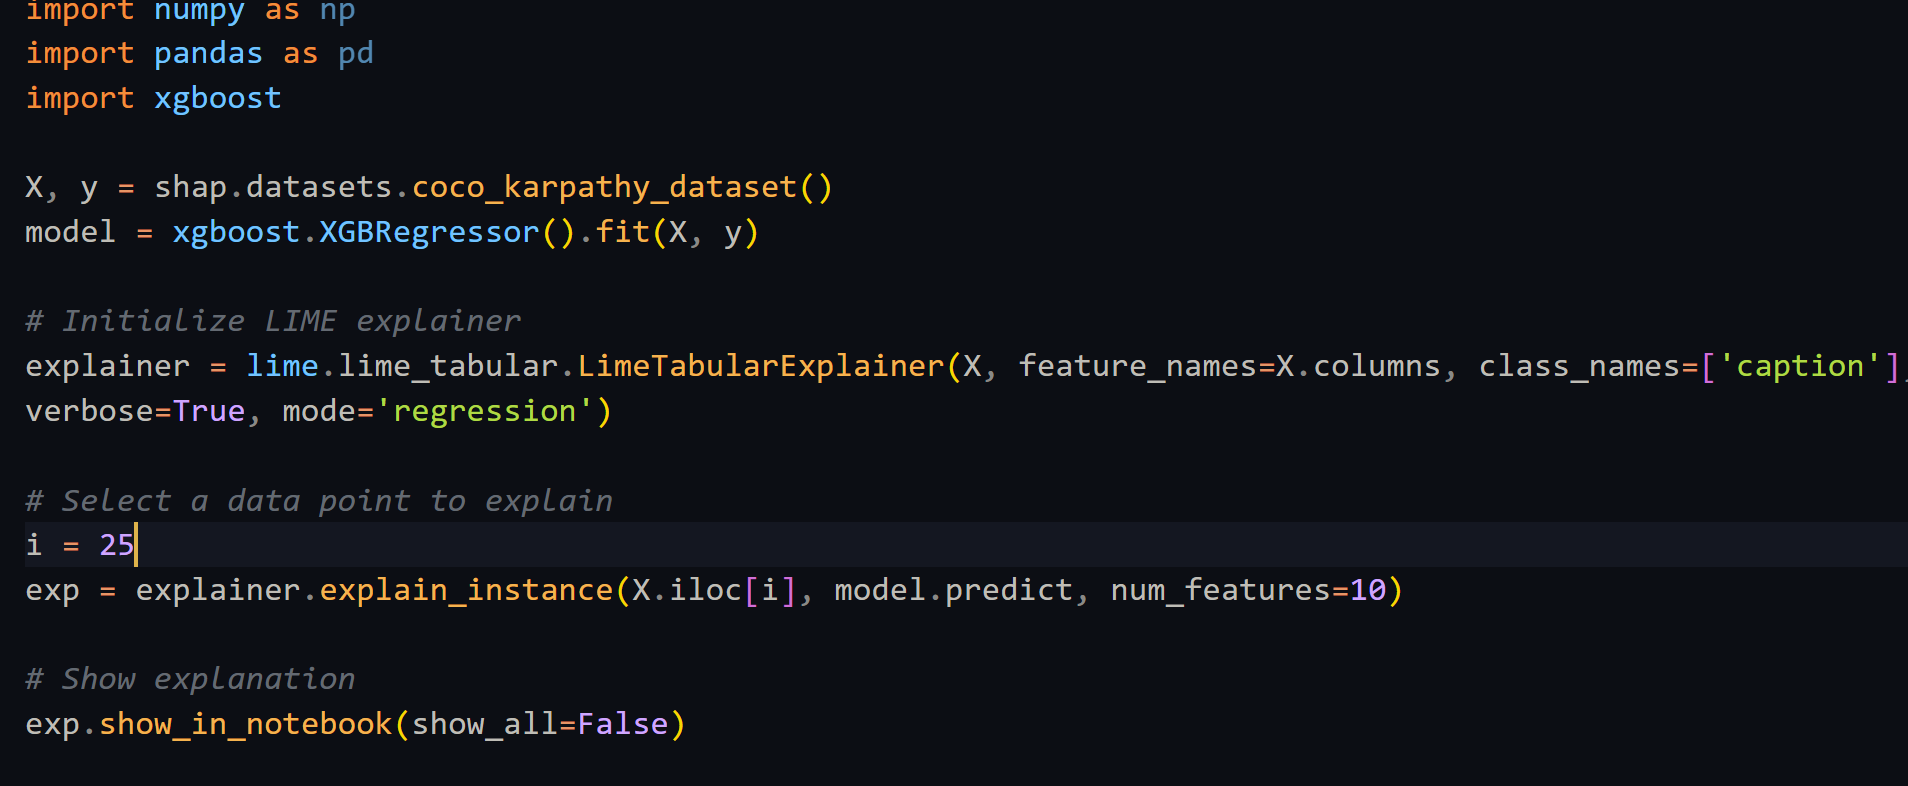 import numpy as np
import pandas as pd
import xgboost
X, y = shap.datasets.coco_karpathy_dataset()
model = xgboost.XGBRegressor().fit(X, y)
# Initialize LIME explainer
explainer = lime.lime_tabular.LimeTabularExplainer(X, feature_names=X.columns, class_names=['caption'],
verbose=True, mode='regression')
# Select a data point to explain
i = 25
exp = explainer.explain_instance(X.iloc[i], model.predict, num_features=10)
# Show explanation
exp.show_in_notebook(show_all=False)